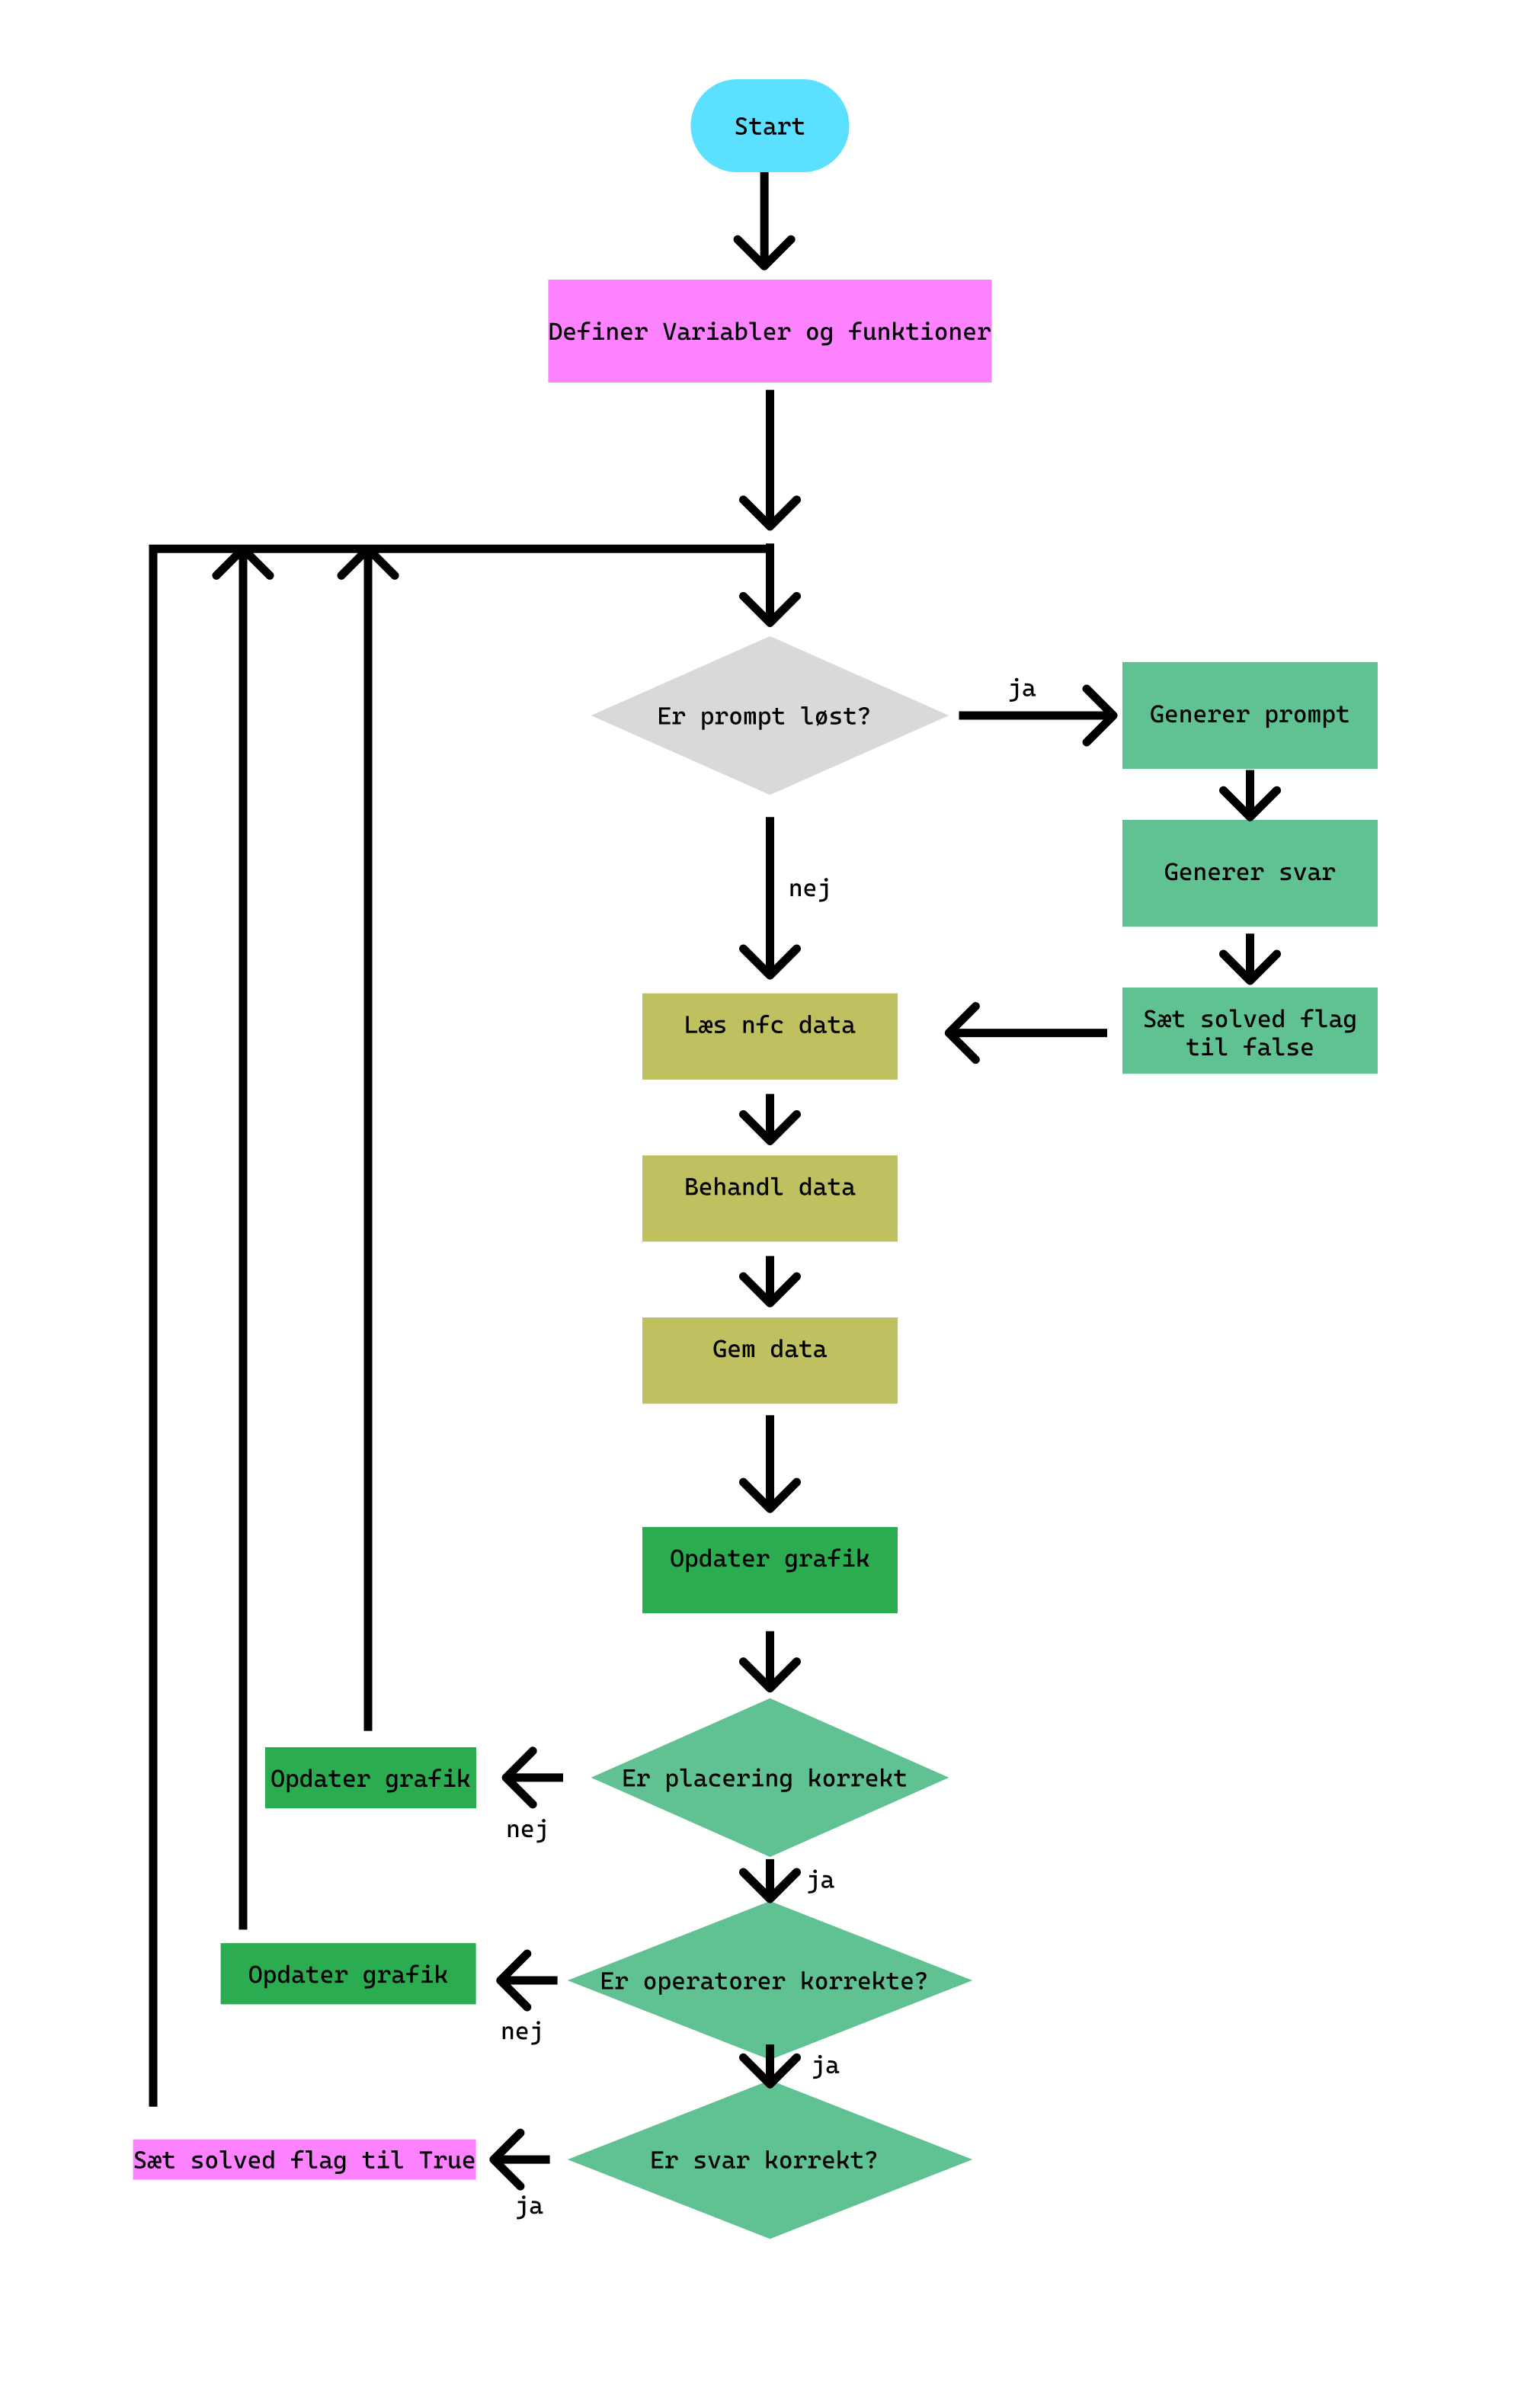 Start
Definer Variabler og funktioner
Er prompt løst?
ja
Generer prompt
Generer svar
nej
Læs nfc data
Sæt solved flag
til false
Behandl data
Gem data
Opdater grafik
Er placering korrekt
Opdater grafik
nej
ja
Er operatorer korrekte?
Opdater grafik
nej
ja
Er svar korrekt?
Sæt solved flag til True
ja